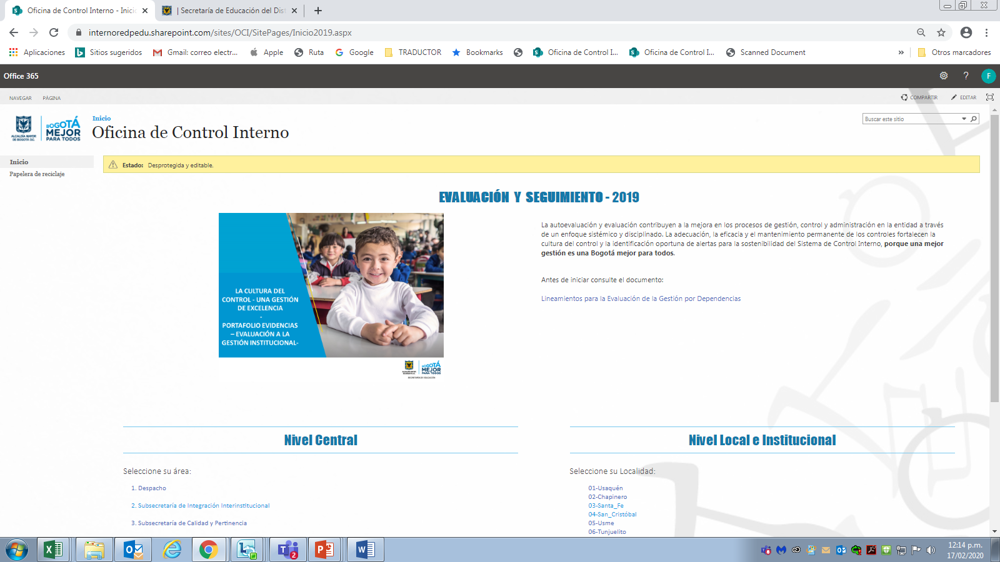 Oficina de Control Interno - Inicio
| Secretaría de Educación del Dist
internoredpedu.sharepoint.com/sites/OCI/SitePages/Inicio2019.aspx
Aplicaciones
Sitios sugeridos
Gmail: correo electr...
Apple
Ruta
Google
TRADUCTOR
Bookmarks
Oficina de Control I...
Oficina de Control I...
Scanned Document
»
Otros marcadores
Office 365
?
F
NAVEGAR
PÁGINA
COMPARTIR
EDITAR
ALCALDÍA MAYOR
DE BOGOTÁ D.C.
BOGOTÁ
MEJOR
PARA TODOS
Inicio
Oficina de Control Interno
Buscar este sitio
Inicio
Papelera de reciclaje
Estado: Desprotegida y editable.
EVALUACIÓN Y SEGUIMIENTO - 2019
LA CULTURA DEL
CONTROL - UNA GESTIÓN
DE EXCELENCIA
-
PORTAFOLIO EVIDENCIAS
– EVALUACIÓN A LA
GESTIÓN INSTITUCIONAL-
BOGOTÁ
MEJOR
PARA TODOS
SECRETARÍA DE EDUCACIÓN
La autoevaluación y evaluación contribuyen a la mejora en los procesos de gestión, control y administración en la entidad a través
de un enfoque sistémico y disciplinado. La adecuación, la eficacia y el mantenimiento permanente de los controles fortalecen la
cultura del control y la identificación oportuna de alertas para la sostenibilidad del Sistema de Control Interno, porque una mejor
gestión es una Bogotá mejor para todos.
Antes de iniciar consulte el documento:
Lineamientos para la Evaluación de la Gestión por Dependencias
Nivel Central
Seleccione su área:
1. Despacho
2. Subsecretaría de Integración Interinstitucional
3. Subsecretaría de Calidad y Pertinencia
Nivel Local e Institucional
Seleccione su Localidad:
01-Usaquén
02-Chapinero
03-Santa_Fe
04-San_Cristóbal
05-Usme
06-Tunjuelito
2
12:14 p.m.
17/02/2020